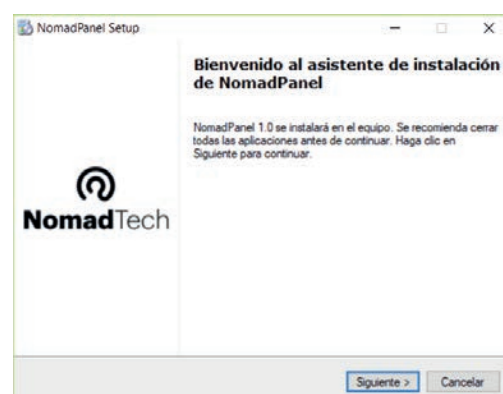 NomadPanel Setup
Bienvenido al asistente de instalación
de NomadPanel
NomadPanel 1.0 se instalará en el equipo. Se recomienda cerrar
todas las aplicaciones antes de continuar. Haga clic en
Siguiente para continuar.
NomadTech
Siguiente >
Cancelar